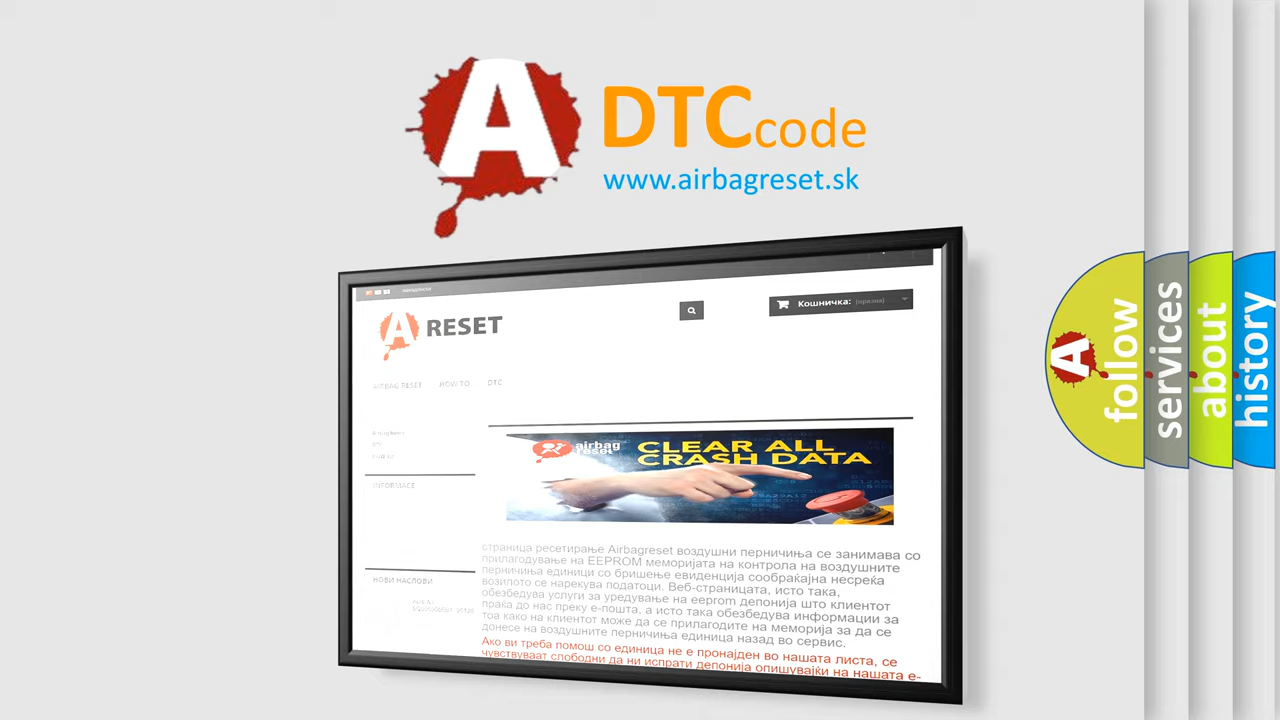 A
DTCcode
www.airbagreset.sk
Кошничка: (празна)
A RESET
AIRBAG RESET HOW TO DTC
airbag
reset
CLEAR ALL
CRASH DATA
INFORMACE
НОВИ НАСЛОВИ
страница ресетирање Airbagreset воздушни перничиња се занимава со
прилагодување на EEPROM меморијата на контрола на воздушните
перничиња единици со бришење евиденција сообраќајна несреќа
возилото се нарекува податоци. Веб-страницата, исто така,
обезбедува услуги за уредување на eeprom депонија што клиентот
праќа до нас преку е-пошта, а исто така обезбедува информации за
тоа како на клиентот може да се прилагодите на меморија за да се
донесе на воздушните перничиња единица назад во сервис.
Ако ви треба помош со единица не е пронајден во нашата листа, се
чувствуваат слободни да ни испрати депонија опишувајќи на нашата е-
A
follow
services
about
history